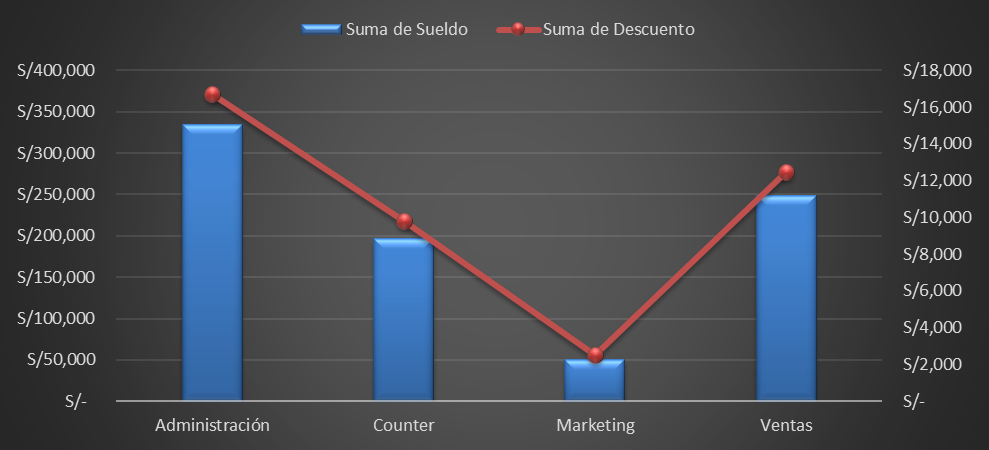 Suma de Sueldo Suma de Descuento
S/400,000 S/18,000
S/350,000 S/16,000
S/300,000 S/14,000
S/250,000 S/12,000
S/200,000 S/10,000
S/150,000 S/8,000
S/100,000 S/6,000
S/50,000 S/4,000
S/- S/2,000
S/-
Administración Counter Marketing Ventas